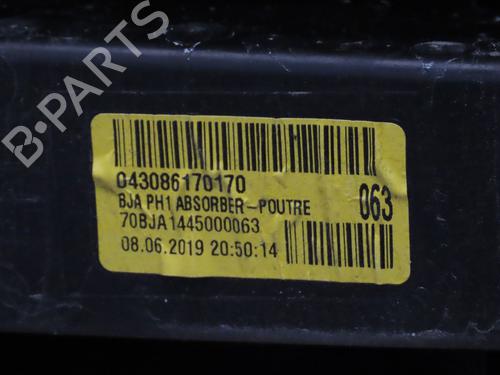 B-PARTS
043086170170
BJA PH1 ABSORBER-POUTRE
063
70BJA1445000063
08.06.2019 20:50:14